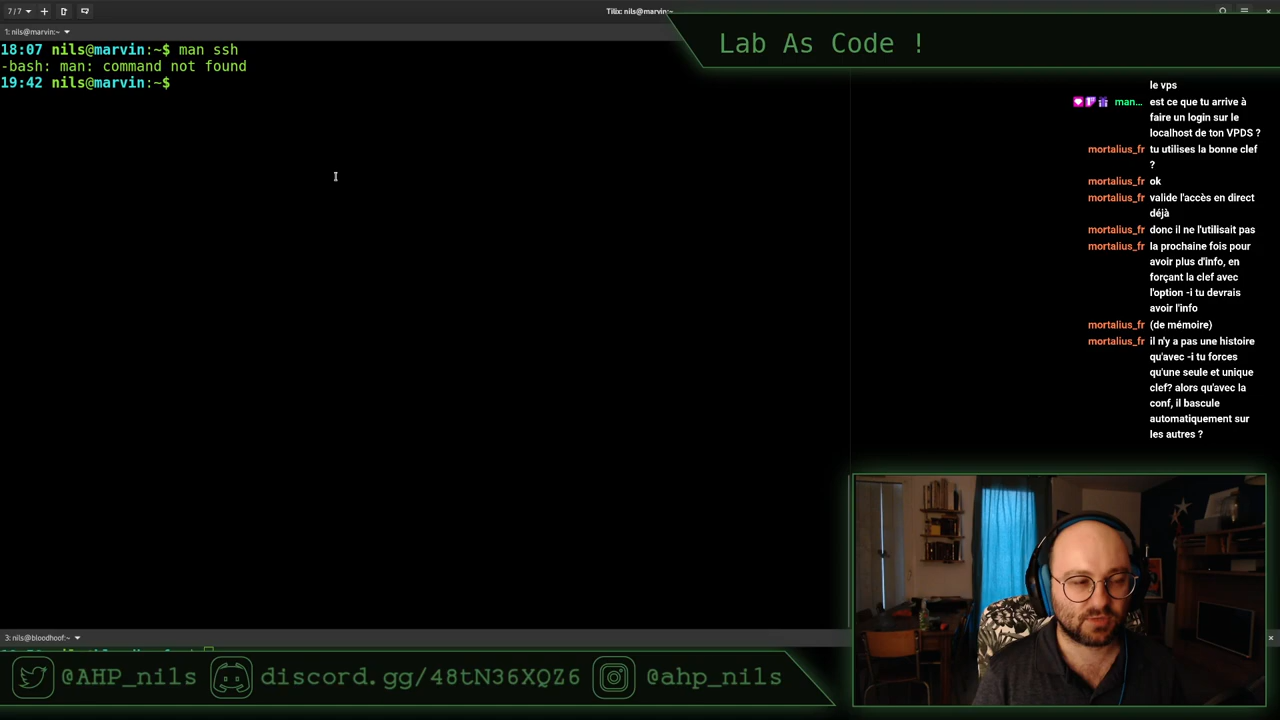 7 / 7
Tilix: nils@marvin:~
1: nils@marvin:~
18:07 nils@marvin:~$ man ssh
-bash: man: command not found
19:42 nils@marvin:~$
Lab As Code !
le vps
man… est ce que tu arrive à
faire un login sur le
localhost de ton VPDS ?
mortalius_fr tu utilises la bonne clef
?
mortalius_fr ok
mortalius_fr valide l'accès en direct
déjà
mortalius_fr donc il ne l'utilisait pas
mortalius_fr la prochaine fois pour
avoir plus d'info, en
forçant la clef avec
l'option -i tu devrais
avoir l'info
mortalius_fr (de mémoire)
mortalius_fr il n'y a pas une histoire
qu'avec -i tu forces
qu'une seule et unique
clef? alors qu'avec la
conf, il bascule
automatiquement sur
les autres ?
3: nils@bloodhoof:~
@AHP_nils discord.gg/48tN36XQZ6 @ahp_nils